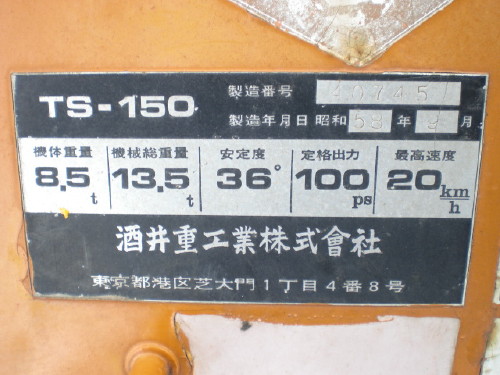 TS-150
製造番号 10745
製造年月日 昭和 58 年 9 月
機体重量 機械総重量 安定度 定格出力 最高速度
8,5 t 13,5 t 36° 100 ps 20 km/h
酒井重工業株式會社
東京都港区芝大門1丁目4番8号